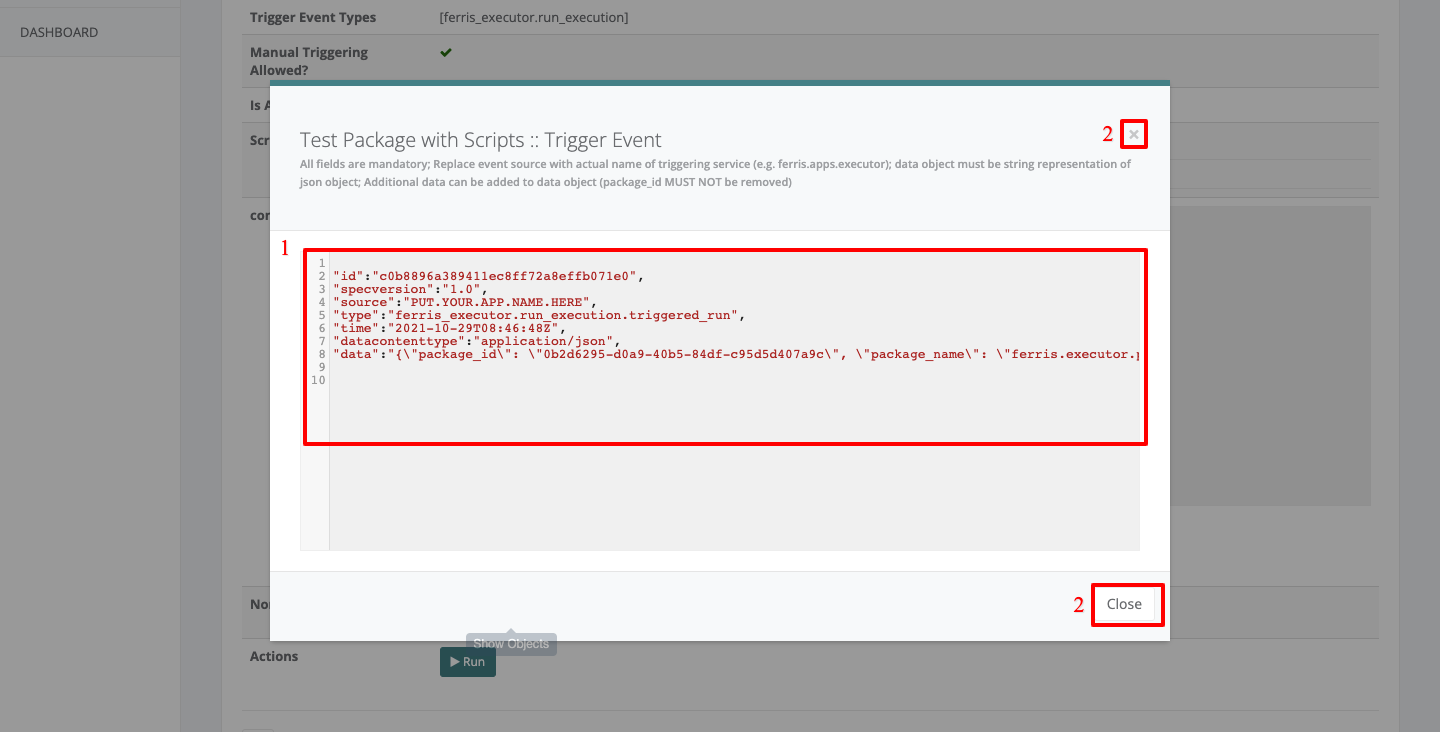 DASHBOARD
Trigger Event Types
[ferris_executor.run_execution]
Manual Triggering
Allowed?
Is A
Scr
con
Test Package with Scripts :: Trigger Event
2
×
All fields are mandatory; Replace event source with actual name of triggering service (e.g. ferris.apps.executor); data object must be string representation of
json object; Additional data can be added to data object (package_id MUST NOT be removed)
1
1
2 "id":"c0b8896a389411ec8ff72a8effb071e0",
3 "specversion":"1.0",
4 "source":"PUT.YOUR.APP.NAME.HERE",
5 "type":"ferris_executor.run_execution.triggered_run",
6 "time":"2021-10-29T08:46:48Z",
7 "datacontenttype":"application/json",
8 "data":"{\"package_id\": \"0b2d6295-d0a9-40b5-84df-c95d5d407a9c\", \"package_name\": \"ferris.executor.p
9
10
Nor
2
Close
Show Objects
Actions
Run